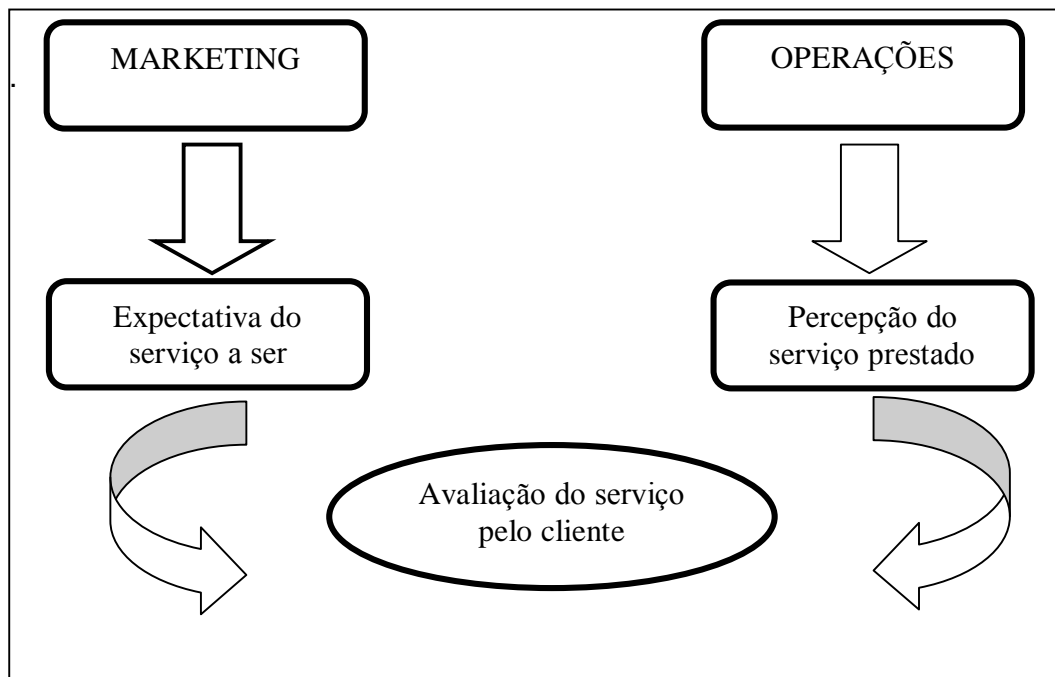 MARKETING
OPERAÇÕES
.
Expectativa do
serviço a ser
Percepção do
serviço prestado
Avaliação do serviço
pelo cliente